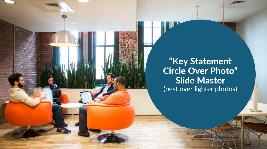 "Key Statement
Circle Over Photo"
Slide Master
(best over lighter photos)